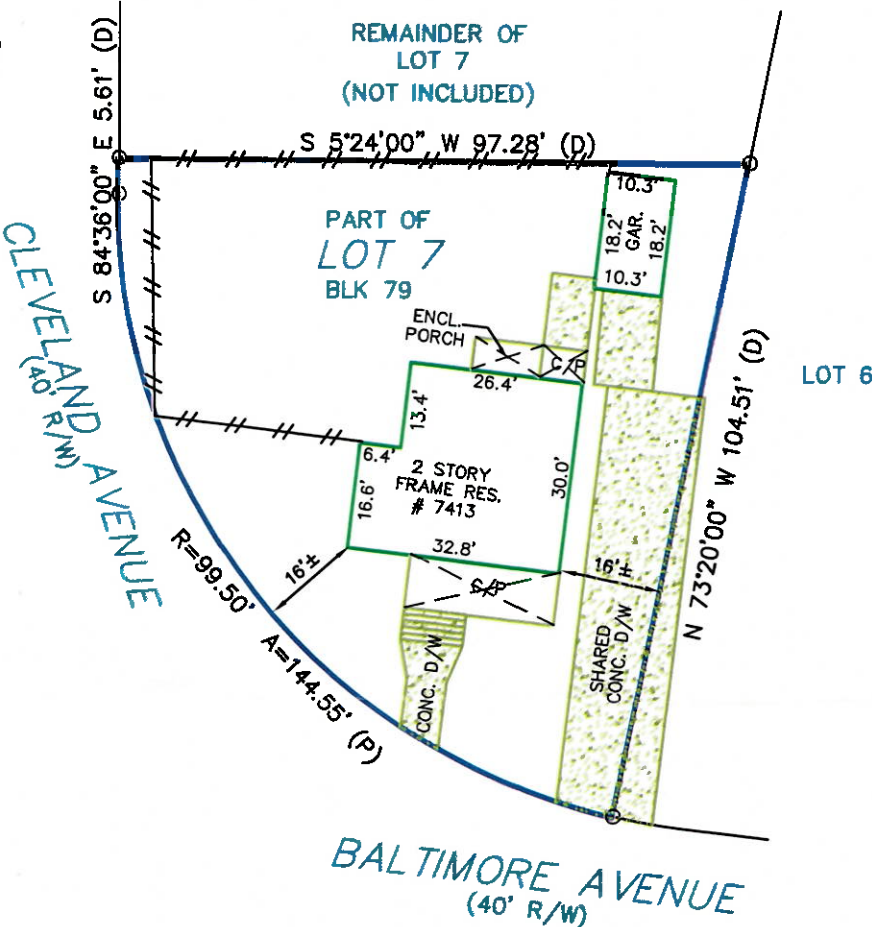 REMAINDER OF
LOT 7
(NOT INCLUDED)
S 84°36'00" E 5.61' (D)
S 5°24'00" W 97.28' (D)
PART OF
LOT 7
BLK 79
10.3'
18.2'
GAR.
18.2'
10.3'
ENCL.
PORCH
C/P
26.4'
13.4'
6.4'
2 STORY
FRAME RES.
# 7413
30.0'
16.6'
32.8'
16'±
16'±
C/P
CONC. D/W
SHARED
CONC. D/W
N 73°20'00" W 104.51' (D)
LOT 6
CLEVELAND AVENUE
(40' R/W)
R=99.50' A=144.55' (P)
BALTIMORE AVENUE
(40' R/W)